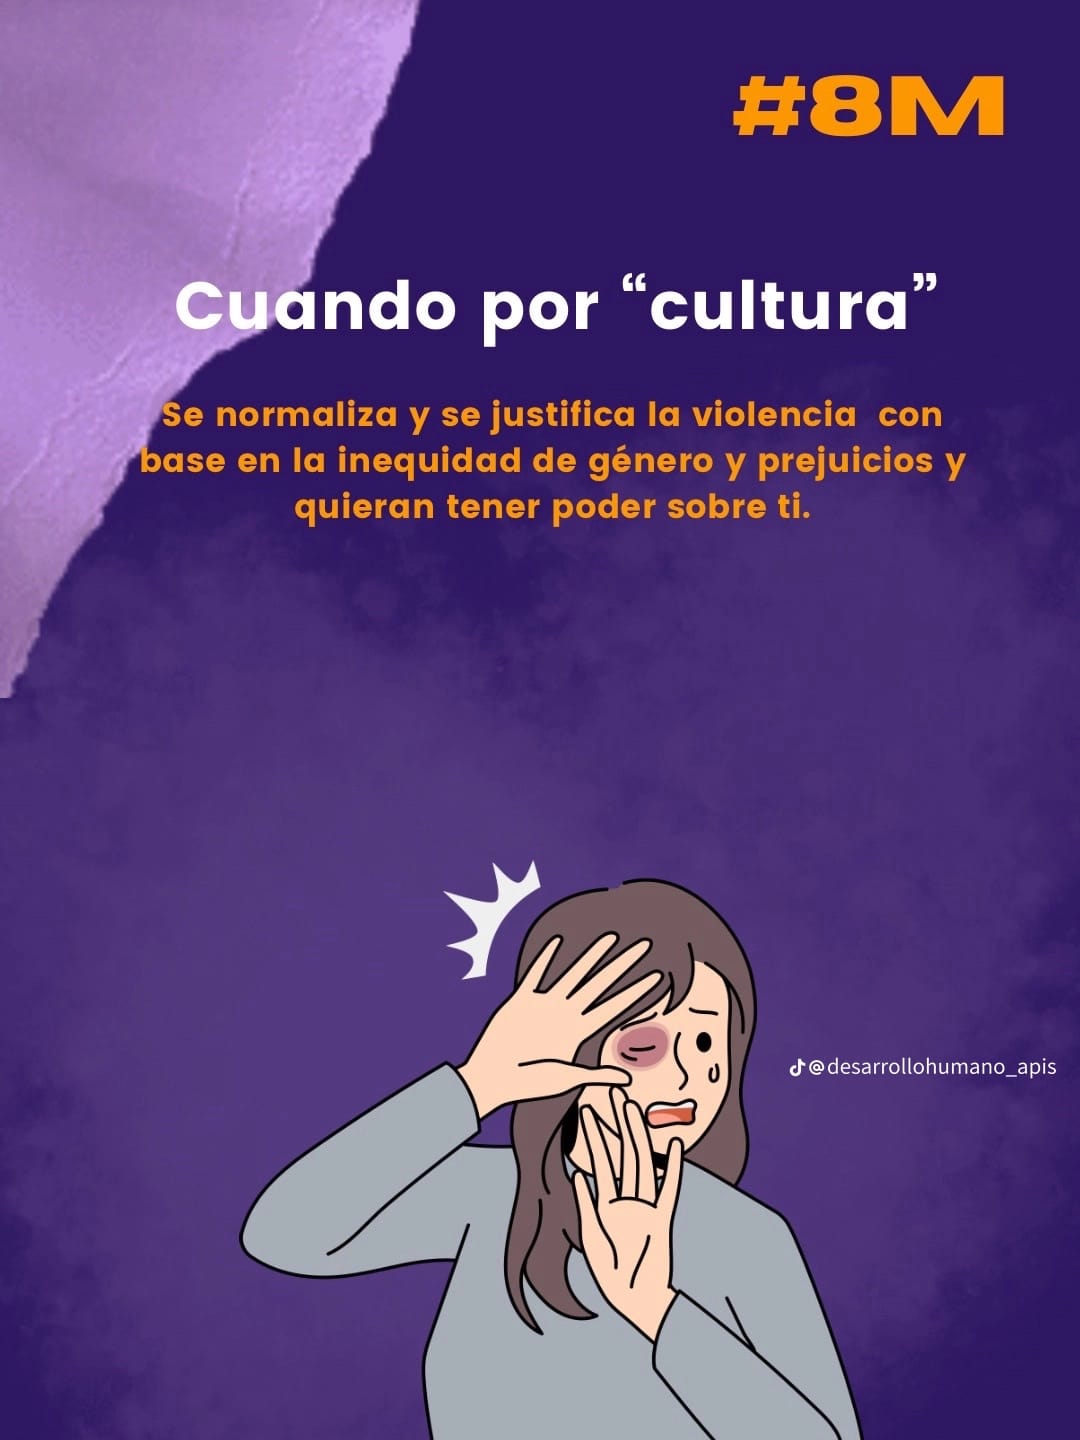 #8M
Cuando por “cultura”
Se normaliza y se justifica la violencia con
base en la inequidad de género y prejuicios y
quieran tener poder sobre ti.
@desarrollohumano_apis